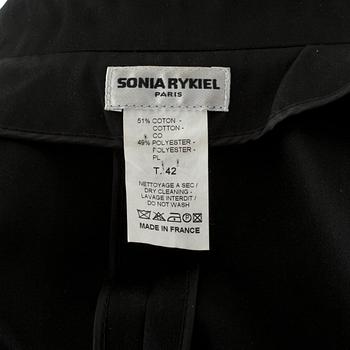 SONIA RYKIEL
PARIS
51% COTON -
COTTON -
CO
49% POLYESTER -
POLYESTER -
PL
T. 42
NETTOYAGE A SEC /
DRY CLEANING -
LAVAGE INTERDIT /
DO NOT WASH
MADE IN FRANCE